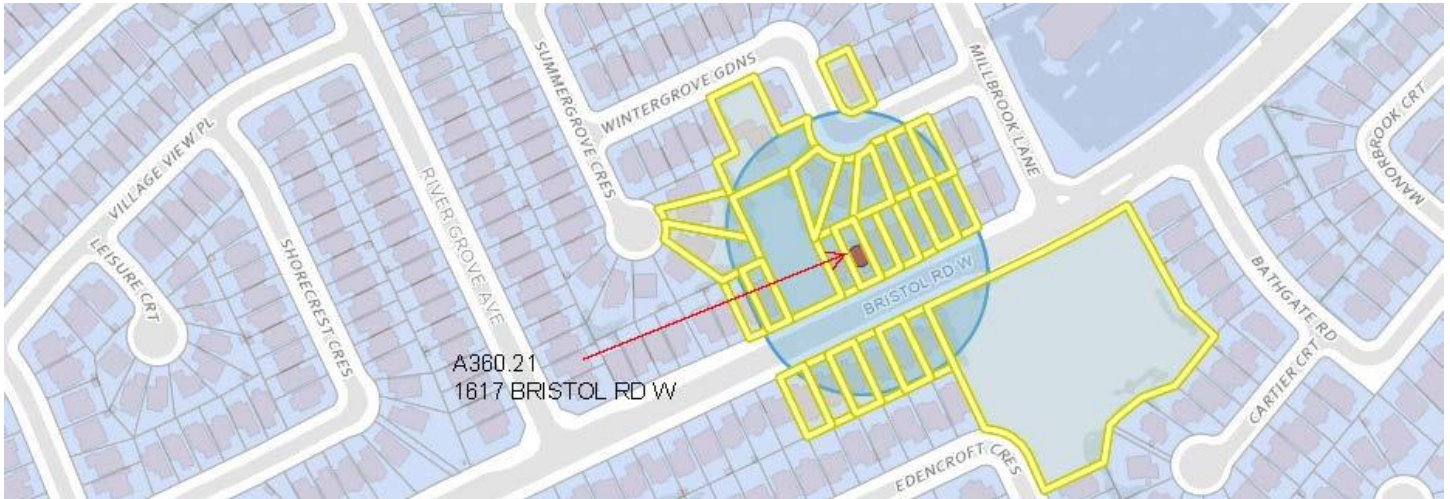 SUMMERGROVE CRES
WINTERGROVE GDNS
MILLBROOK LANE
MANORBROOK CRT
VILLAGE VIEW PL
RIVER GROVE AVE
LEISURE CRT
SHORECREST CRES
BRISTOL RD W
BATHGATE RD
A360.21
1617 BRISTOL RD W
CARTIER CRT
EDENCROFT CRES